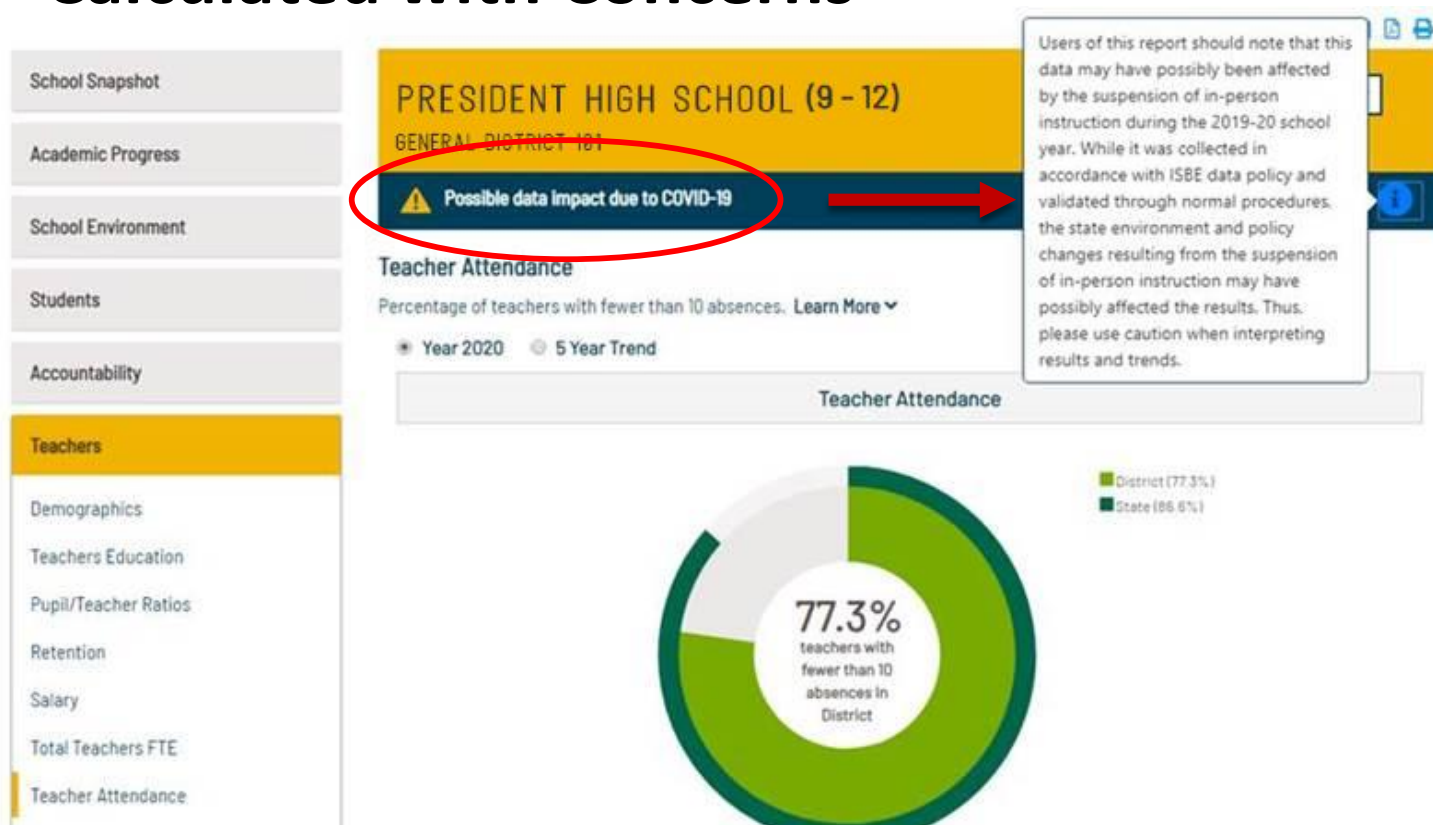 Calculated with Concerns
School Snapshot
Academic Progress
School Environment
Students
Accountability
Teachers
Demographics
Teachers Education
Pupil/Teacher Ratios
Retention
Salary
Total Teachers FTE
Teacher Attendance
PRESIDENT HIGH SCHOOL (9 - 12)
GENERAL DISTRICT 101
Possible data impact due to COVID-19
Users of this report should note that this
data may have possibly been affected
by the suspension of in-person
instruction during the 2019-20 school
year. While it was collected in
accordance with ISBE data policy and
validated through normal procedures,
the state environment and policy
changes resulting from the suspension
of in-person instruction may have
possibly affected the results. Thus,
please use caution when interpreting
results and trends.
i
Teacher Attendance
Percentage of teachers with fewer than 10 absences. Learn More
Year 2020 5 Year Trend
Teacher Attendance
District (77.3%)
State (86.6%)
77.3%
teachers with
fewer than 10
absences in
District